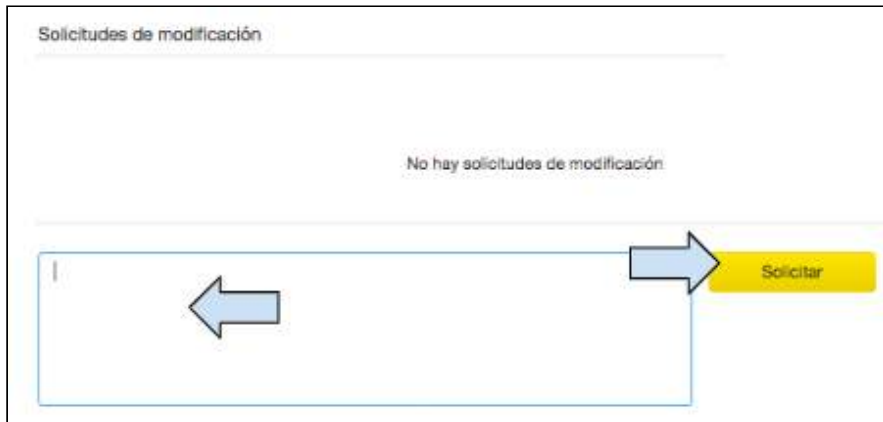 Solicitudes de modificación
No hay solicitudes de modificación
Solicitar